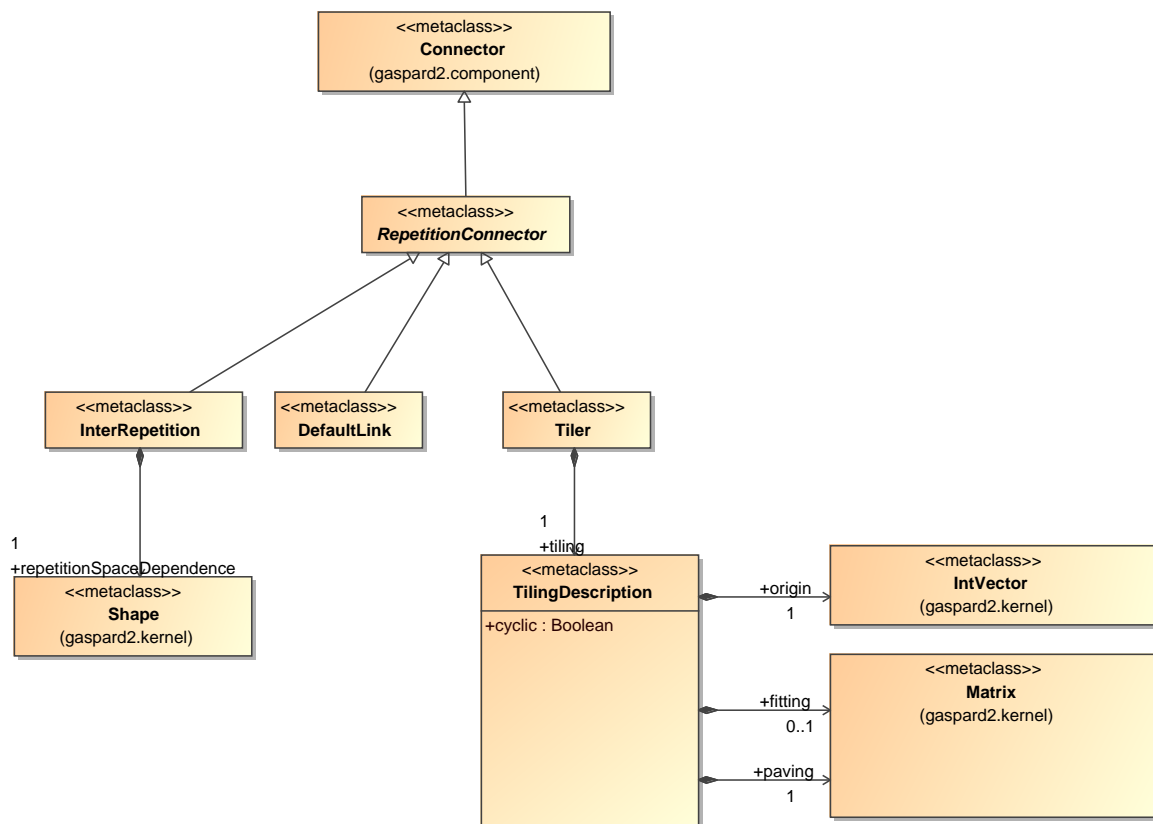 <<metaclass>>
Connector
(gaspard2.component)
<<metaclass>>
RepetitionConnector
<<metaclass>>
InterRepetition
<<metaclass>>
DefaultLink
<<metaclass>>
Tiler
1
+repetitionSpaceDependence
<<metaclass>>
Shape
(gaspard2.kernel)
1
+tiling
<<metaclass>>
TilingDescription
+cyclic : Boolean
+origin
1
<<metaclass>>
IntVector
(gaspard2.kernel)
+fitting
0..1
+paving
1
<<metaclass>>
Matrix
(gaspard2.kernel)